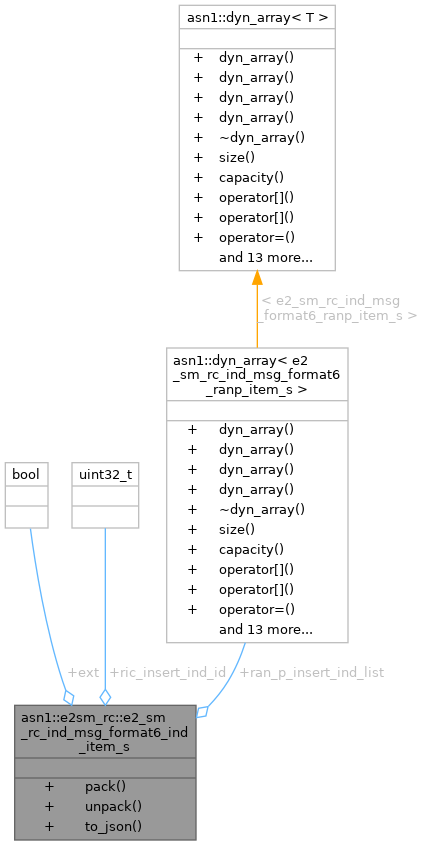 asn1::dyn_array< T >
+ dyn_array()
+ dyn_array()
+ dyn_array()
+ dyn_array()
+ ~dyn_array()
+ size()
+ capacity()
+ operator[]()
+ operator[]()
+ operator=()
and 13 more...
< e2_sm_rc_ind_msg
_format6_ranp_item_s >
asn1::dyn_array< e2
_sm_rc_ind_msg_format6
_ranp_item_s >
+ dyn_array()
+ dyn_array()
+ dyn_array()
+ dyn_array()
+ ~dyn_array()
+ size()
+ capacity()
+ operator[]()
+ operator[]()
+ operator=()
and 13 more...
bool
uint32_t
+ext
+ric_insert_ind_id
+ran_p_insert_ind_list
asn1::e2sm_rc::e2_sm
_rc_ind_msg_format6_ind
_item_s
+ pack()
+ unpack()
+ to_json()